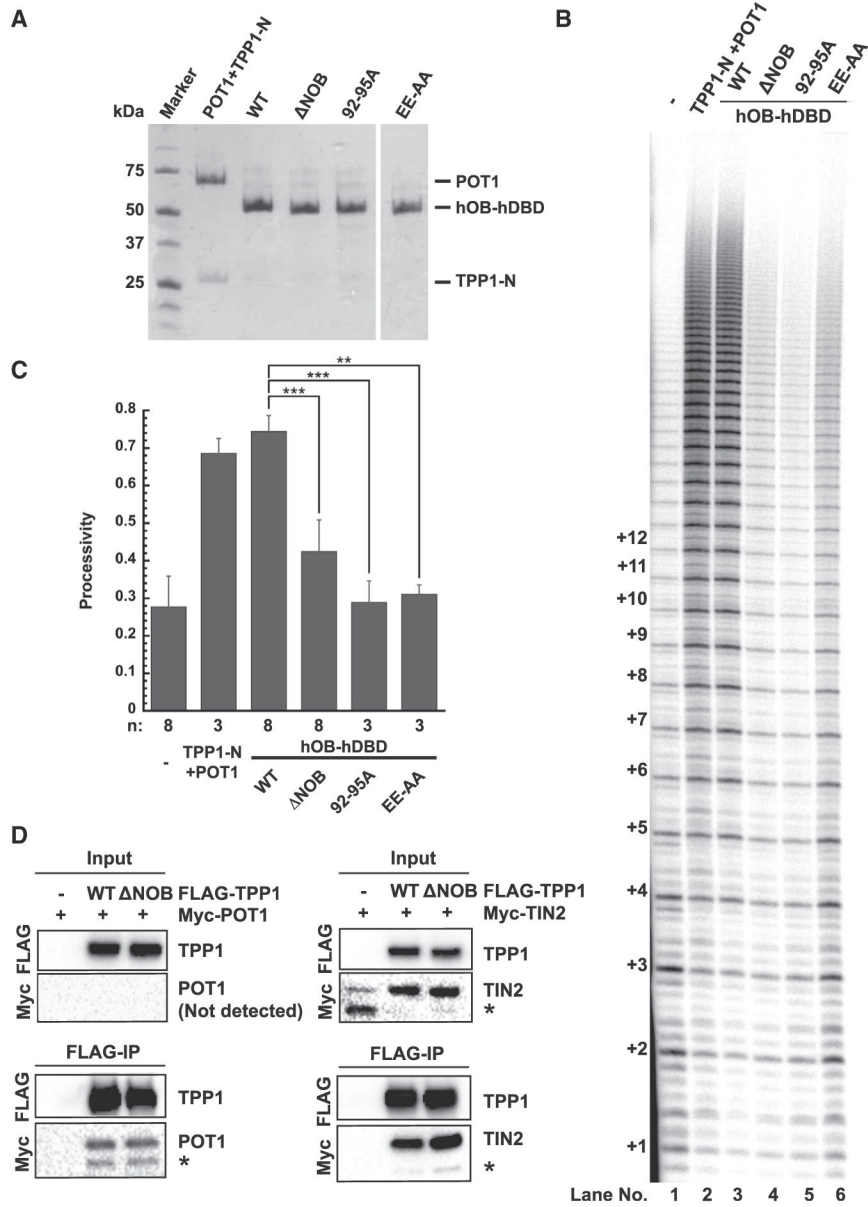 A
kDa
Marker
POT1+TPP1-N
WT
ΔNOB
92-95A
EE-AA
75
50
37
25
POT1
hOB-hDBD
TPP1-N
B
-
TPP1-N +POT1
WT
ΔNOB
92-95A
EE-AA
hOB-hDBD
+12
+11
+10
+9
+8
+7
+6
+5
+4
+3
+2
+1
Lane No. 1 2 3 4 5 6
C
Processivity
0.8
0.7
0.6
0.5
0.4
0.3
0.2
0.1
0
**
***
***
n: 8 3 8 8 3 3
-
TPP1-N
+POT1
hOB-hDBD
WT
ΔNOB
92-95A
EE-AA
D
Input
- WT ΔNOB FLAG-TPP1
+ + + Myc-POT1
FLAG
TPP1
Myc
POT1
(Not detected)
FLAG-IP
FLAG
TPP1
Myc
POT1
*
Input
- WT ΔNOB FLAG-TPP1
+ + + Myc-TIN2
FLAG
TPP1
Myc
TIN2
*
FLAG-IP
FLAG
TPP1
Myc
TIN2
*